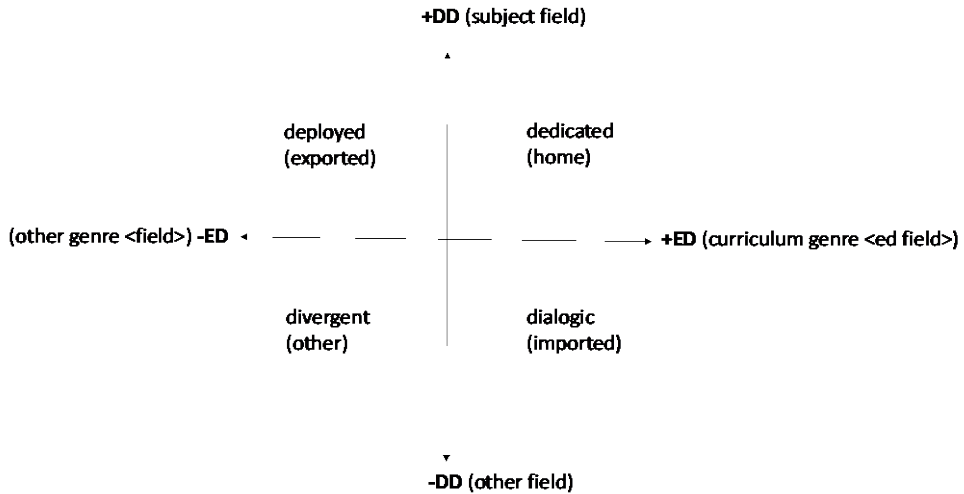 +DD (subject field)
deployed
(exported)
dedicated
(home)
(other genre <field>) -ED
+ED (curriculum genre <ed field>)
divergent
(other)
dialogic
(imported)
-DD (other field)